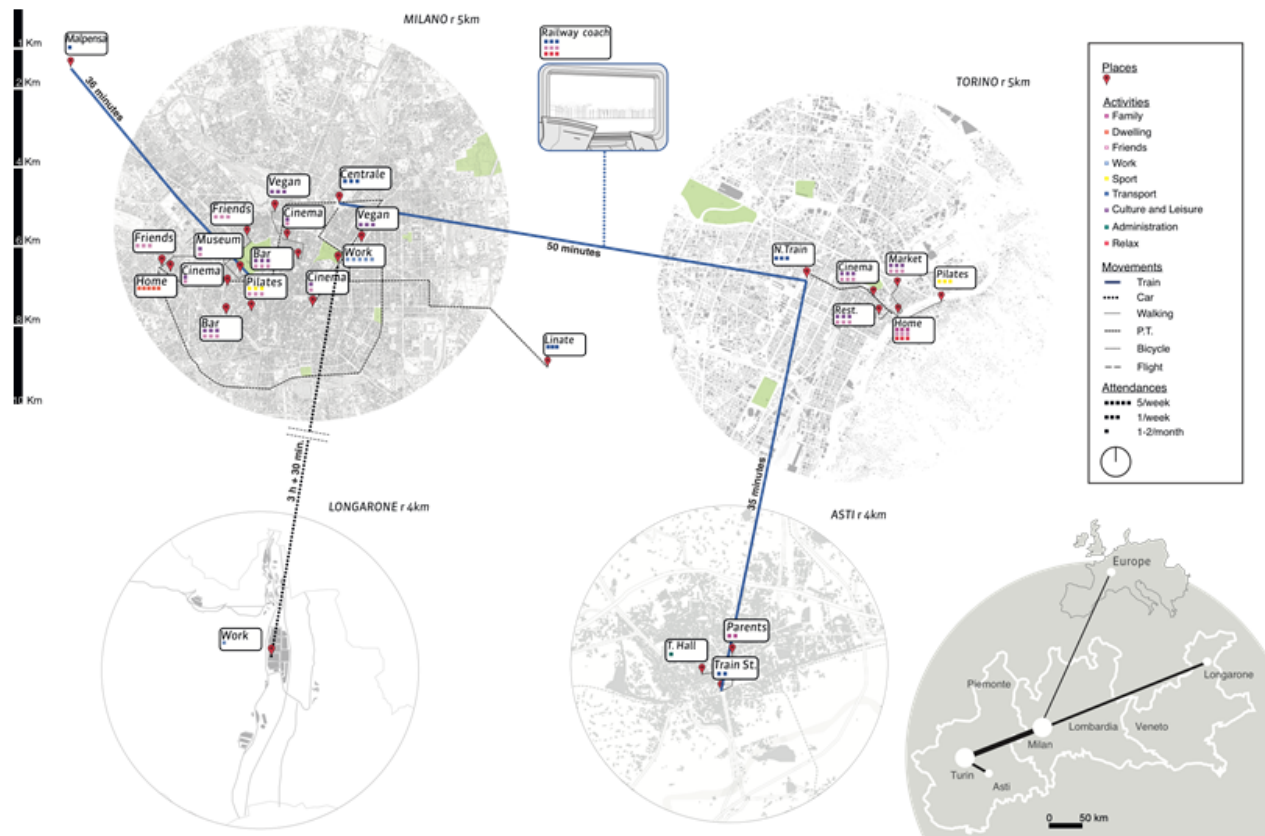 MILANO r 5km
Railway coach
TORINO r 5km
1 Km
2 Km
4 Km
6 Km
8 Km
10 Km
Malpensa
36 minutes
Vegan
Centrale
Friends
Cinema
Vegan
Friends
Museum
Bar
Work
Home
Cinema
Pilates
Cinema
Bar
Linate
50 minutes
N.Train
Cinema
Market
Pilates
Rest.
Home
Places
Activities
Family
Dwelling
Friends
Work
Sport
Transport
Culture and Leisure
Administration
Relax
Movements
Train
Car
Walking
P.T.
Bicycle
Flight
Attendances
5/week
1/week
1-2/month
3 h + 30 min.
35 minutes
LONGARONE r 4km
Work
ASTI r 4km
Parents
T. Hall
Train St.
Europe
Longarone
Piemonte
Lombardia
Veneto
Milan
Turin
Asti
0 50 km